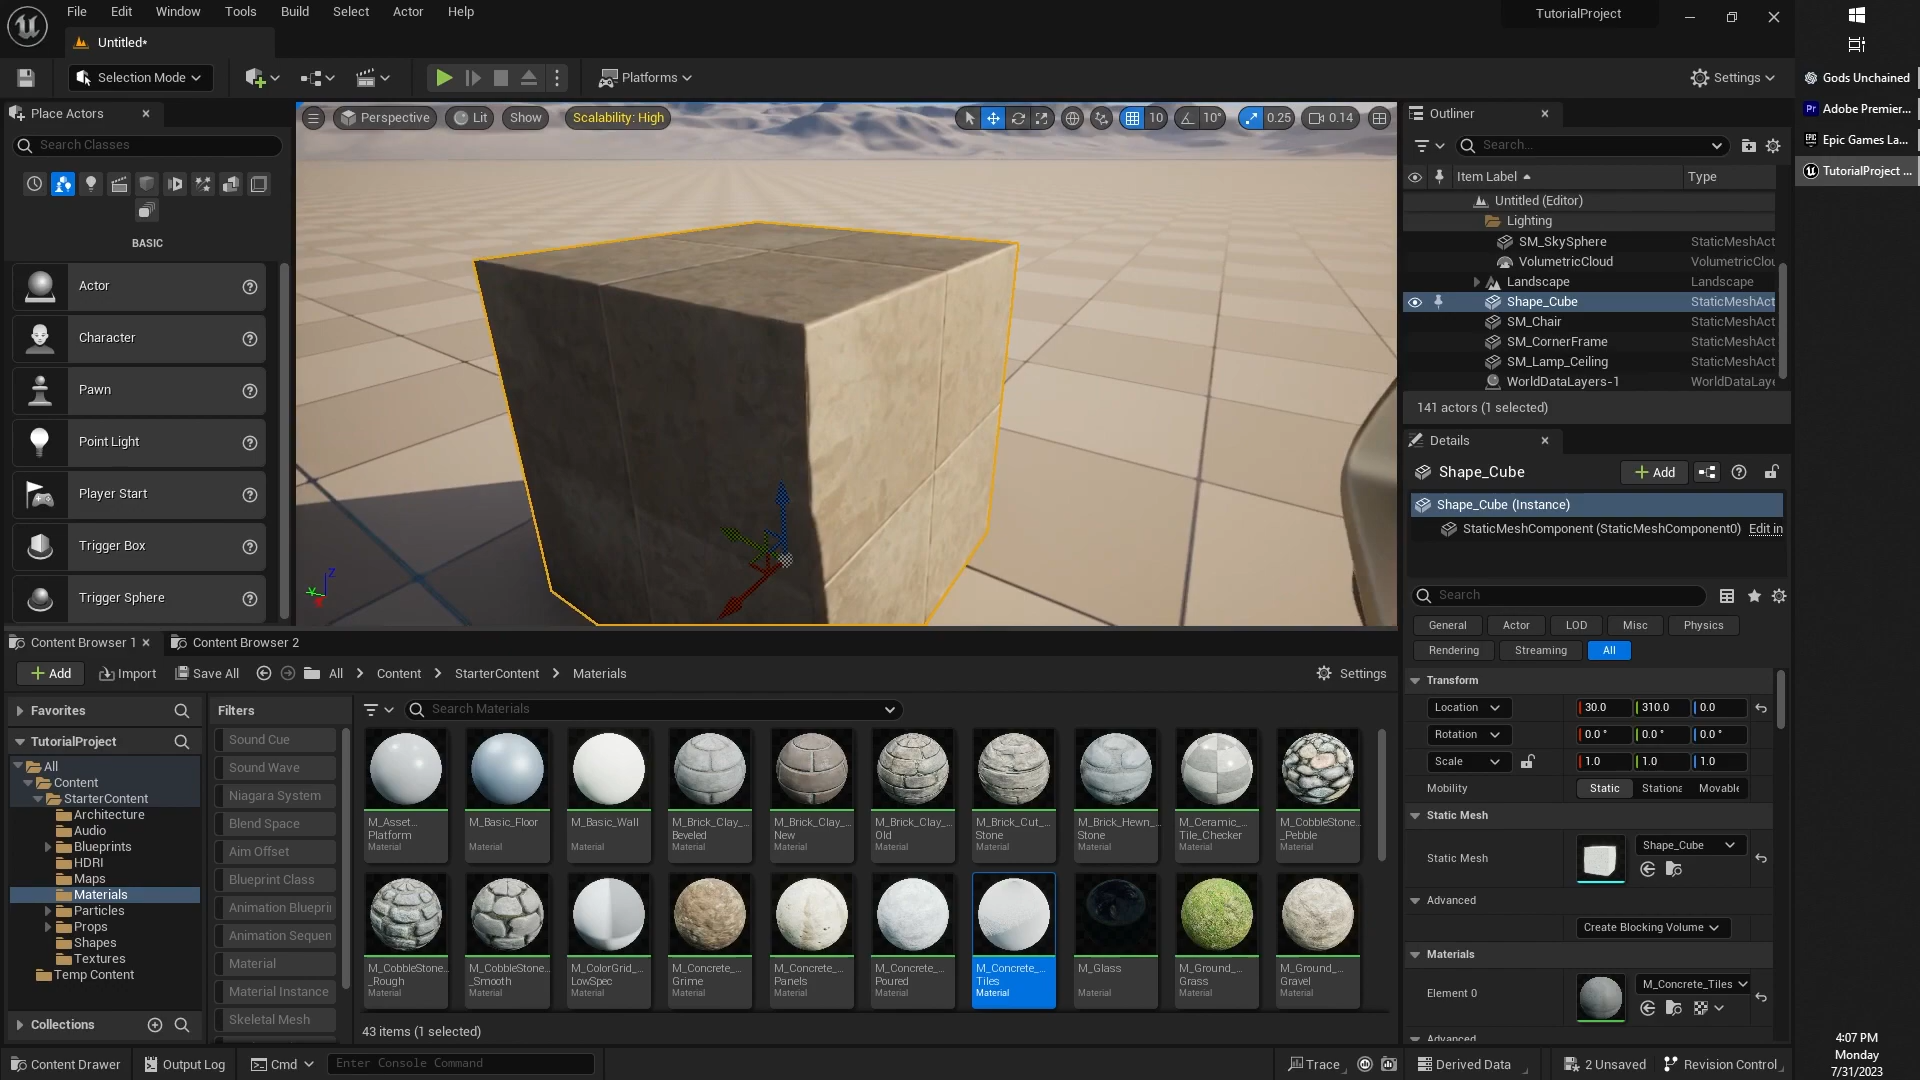 File Edit Window Tools Build Select Actor Help
TutorialProject
Untitled*
Selection Mode
Platforms
Settings
Gods Unchained
Adobe Premier...
Epic Games La...
TutorialProject ...
Place Actors
Search Classes
BASIC
Actor
Character
Pawn
Point Light
Player Start
Trigger Box
Trigger Sphere
Perspective Lit Show Scalability: High
10 10° 0.25 0.14
Z
Outliner
Search...
Item Label Type
Untitled (Editor)
Lighting
SM_SkySphere StaticMeshAct
VolumetricCloud VolumetricClou
Landscape Landscape
Shape_Cube StaticMeshAct
SM_Chair StaticMeshAct
SM_CornerFrame StaticMeshAct
SM_Lamp_Ceiling StaticMeshAct
WorldDataLayers-1 WorldDataLaye
141 actors (1 selected)
Details
Shape_Cube
Add
Shape_Cube (Instance)
StaticMeshComponent (StaticMeshComponent0) Edit in
Search
General Actor LOD Misc Physics
Rendering Streaming All
Transform
Location 30.0 310.0 0.0
Rotation 0.0 ° 0.0 ° 0.0 °
Scale 1.0 1.0 1.0
Mobility Static Stationa Movable
Static Mesh
Static Mesh Shape_Cube
Advanced
Create Blocking Volume
Materials
Element 0 M_Concrete_Tiles
Advanced
Content Browser 1 Content Browser 2
Add Import Save All All Content StarterContent Materials Settings
Favorites
TutorialProject
All
Content
StarterContent
Architecture
Audio
Blueprints
HDRI
Maps
Materials
Particles
Props
Shapes
Textures
Temp Content
Collections
Filters
Sound Cue
Sound Wave
Niagara System
Blend Space
Aim Offset
Blueprint Class
Animation Blueprin
Animation Sequen
Material
Material Instance
Skeletal Mesh
Search Materials
M_Asset...
Platform
Material
M_Basic_Floor
Material
M_Basic_Wall
Material
M_Brick_Clay_...
Beveled
Material
M_Brick_Clay_...
New
Material
M_Brick_Clay_...
Old
Material
M_Brick_Cut_...
Stone
Material
M_Brick_Hewn_...
Stone
Material
M_Ceramic_...
Tile_Checker
Material
M_CobbleStone...
_Pebble
Material
M_CobbleStone...
_Rough
Material
M_CobbleStone...
_Smooth
Material
M_ColorGrid_...
LowSpec
Material
M_Concrete_...
Grime
Material
M_Concrete_...
Panels
Material
M_Concrete_...
Poured
Material
M_Concrete_...
Tiles
Material
M_Glass
Material
M_Ground_...
Grass
Material
M_Ground_...
Gravel
Material
43 items (1 selected)
Content Drawer Output Log Cmd Enter Console Command Trace Derived Data 2 Unsaved Revision Control
4:07 PM
Monday
7/31/2023